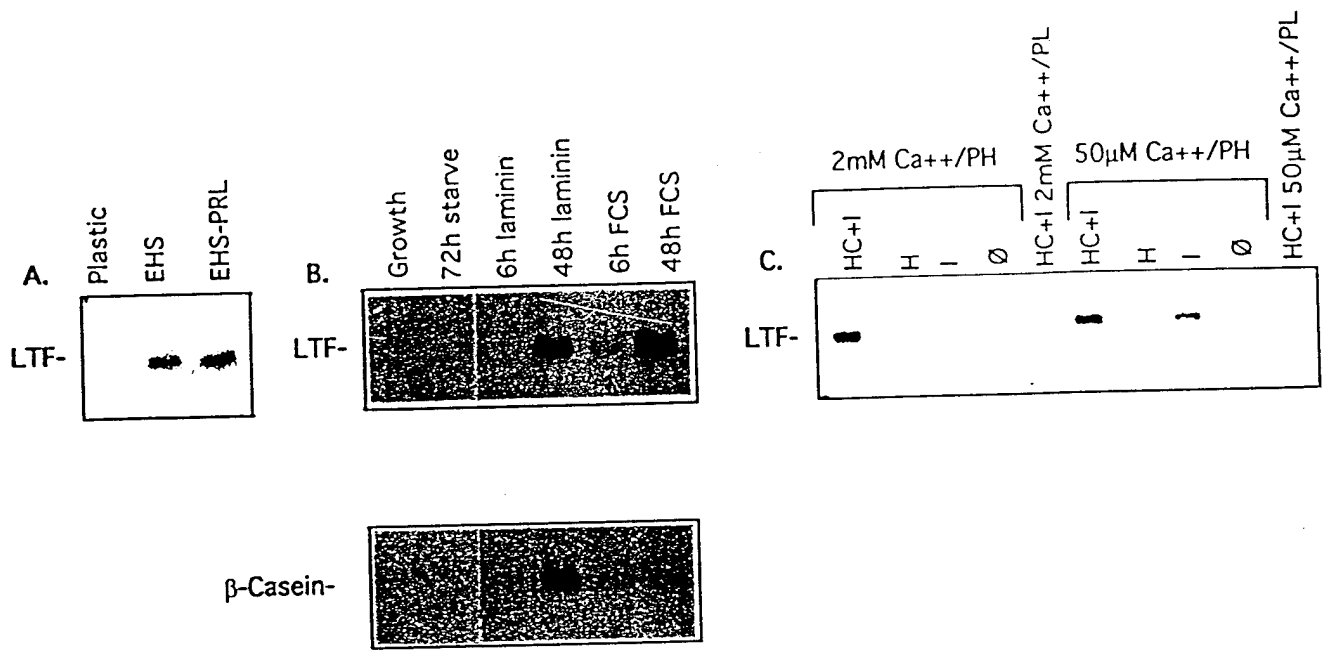 A.
Plastic
EHS
EHS-PRL
LTF-
B.
Growth
72h starve
6h laminin
48h laminin
6h FCS
48h FCS
LTF-
β-Casein-
C.
2mM Ca++/PH
HC+I
H
I
Ø
HC+I 2mM Ca++/PL
50μM Ca++/PH
HC+I
H
I
Ø
HC+I 50μM Ca++/PL
LTF-